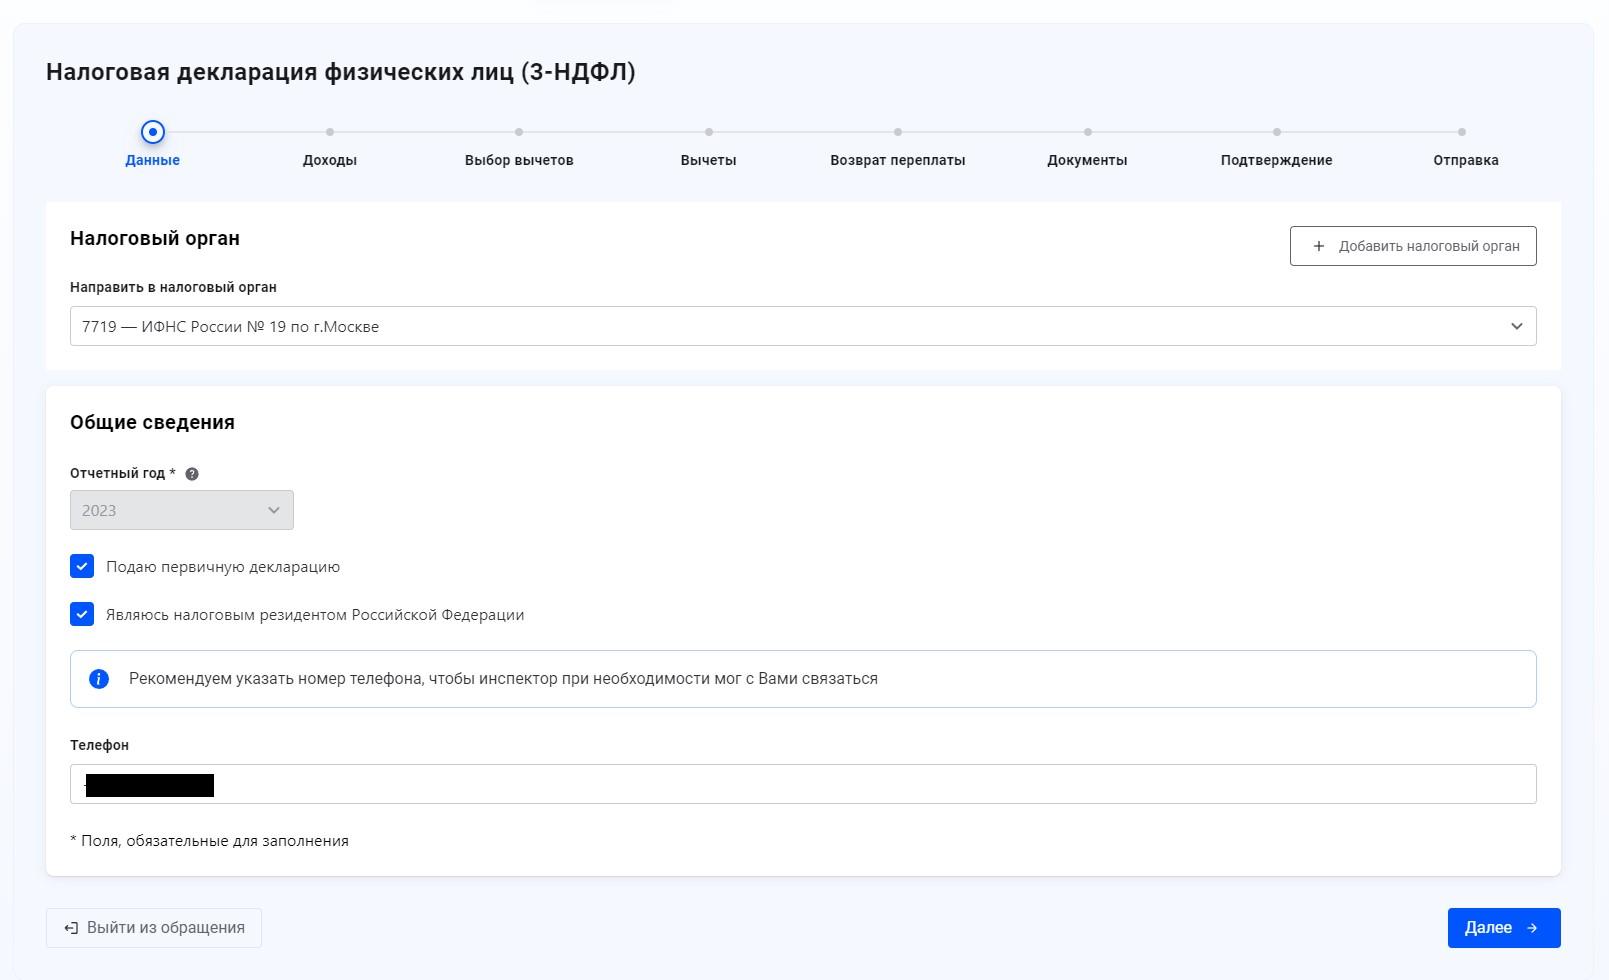 Налоговая декларация физических лиц (3-НДФЛ)
Данные
Доходы
Выбор вычетов
Вычеты
Возврат переплаты
Документы
Подтверждение
Отправка
Налоговый орган
+ Добавить налоговый орган
Направить в налоговый орган
7719 — ИФНС России № 19 по г.Москве
Общие сведения
Отчетный год * ?
2023
Подаю первичную декларацию
Являюсь налоговым резидентом Российской Федерации
i Рекомендуем указать номер телефона, чтобы инспектор при необходимости мог с Вами связаться
Телефон
* Поля, обязательные для заполнения
Выйти из обращения
Далее →